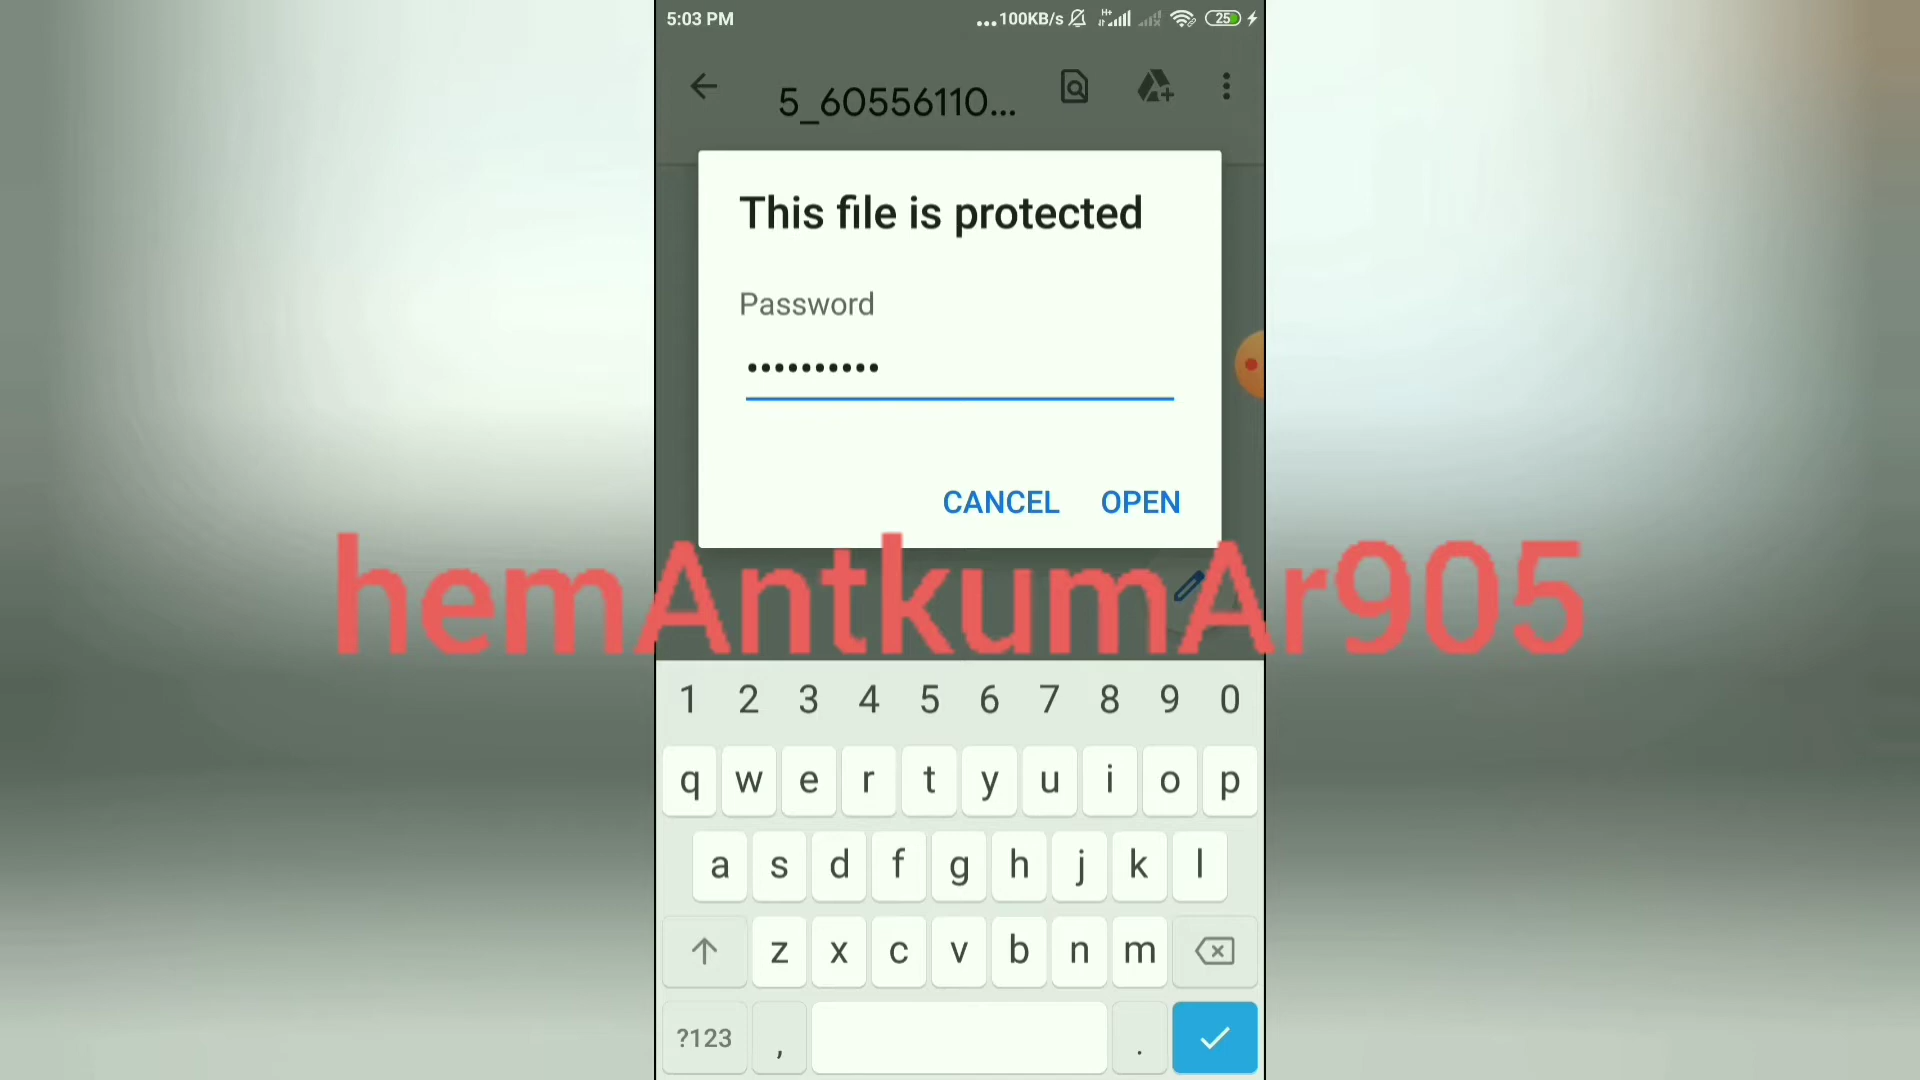 5:03 PM
...100KB/s H+ 25
5_60556110...
This file is protected
Password
••••••••••
CANCEL OPEN
hemAntkumAr905
1 2 3 4 5 6 7 8 9 0
q w e r t y u i o p
a s d f g h j k l
z x c v b n m
?123 , .